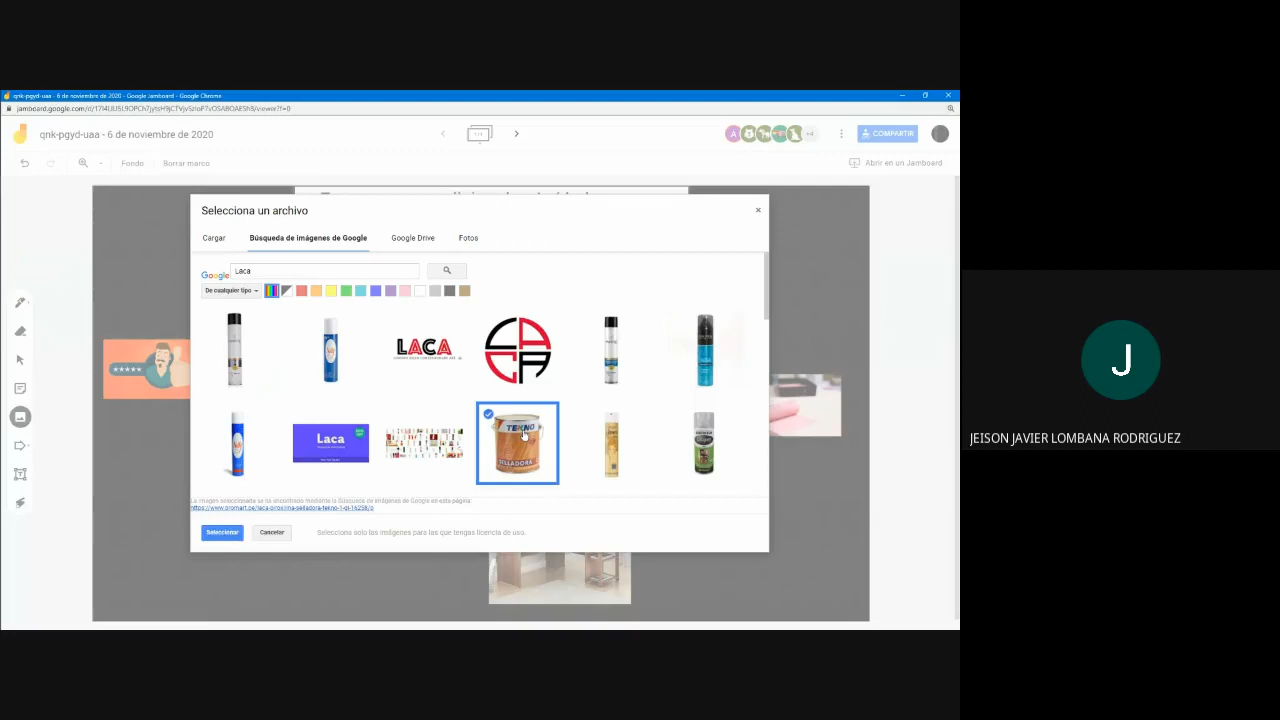 qnk-pgyd-uaa - 6 de noviembre de 2020 - Google Jamboard - Google Chrome
qnk-pgyd-uaa - 6 de noviembre de 2020
COMPARTIR
Fondo
Borrar marco
Abrir en un Jamboard
Selecciona un archivo
Cargar
Búsqueda de imágenes de Google
Google Drive
Fotos
Google
Laca
De cualquier tipo
LACA
LACA
Laca
TEKNO
SELLADORA
La imagen seleccionada se ha encontrado mediante la Búsqueda de imágenes de Google en esta página:
Seleccionar
Cancelar
Selecciona solo las imágenes para las que tengas licencia de uso.
J
JEISON JAVIER LOMBANA RODRIGUEZ